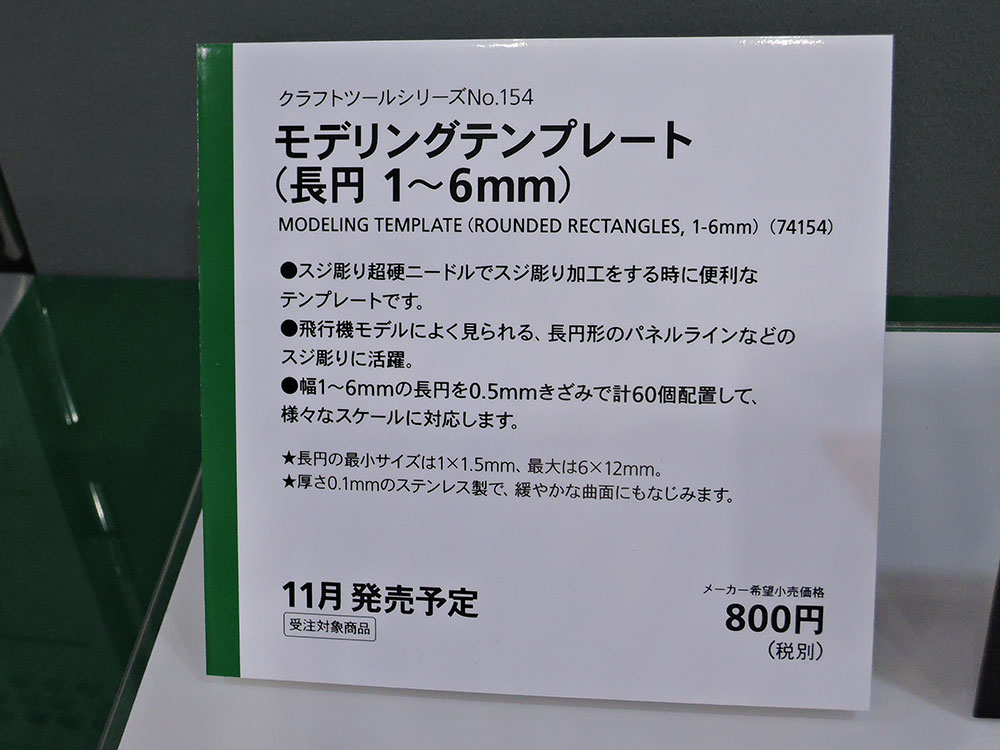 クラフトツールシリーズNo.154
モデリングテンプレート
（長円 1〜6mm）
MODELING TEMPLATE (ROUNDED RECTANGLES, 1-6mm) (74154)
●スジ彫り超硬ニードルでスジ彫り加工をする時に便利な
テンプレートです。
●飛行機モデルによく見られる、長円形のパネルラインなどの
スジ彫りに活躍。
●幅1〜6mmの長円を0.5mmきざみで計60個配置して、
様々なスケールに対応します。
★長円の最小サイズは1×1.5mm、最大は6×12mm。
★厚さ0.1mmのステンレス製で、緩やかな曲面にもなじみます。
11月 発売予定
受注対象商品
メーカー希望小売価格
800円
（税別）